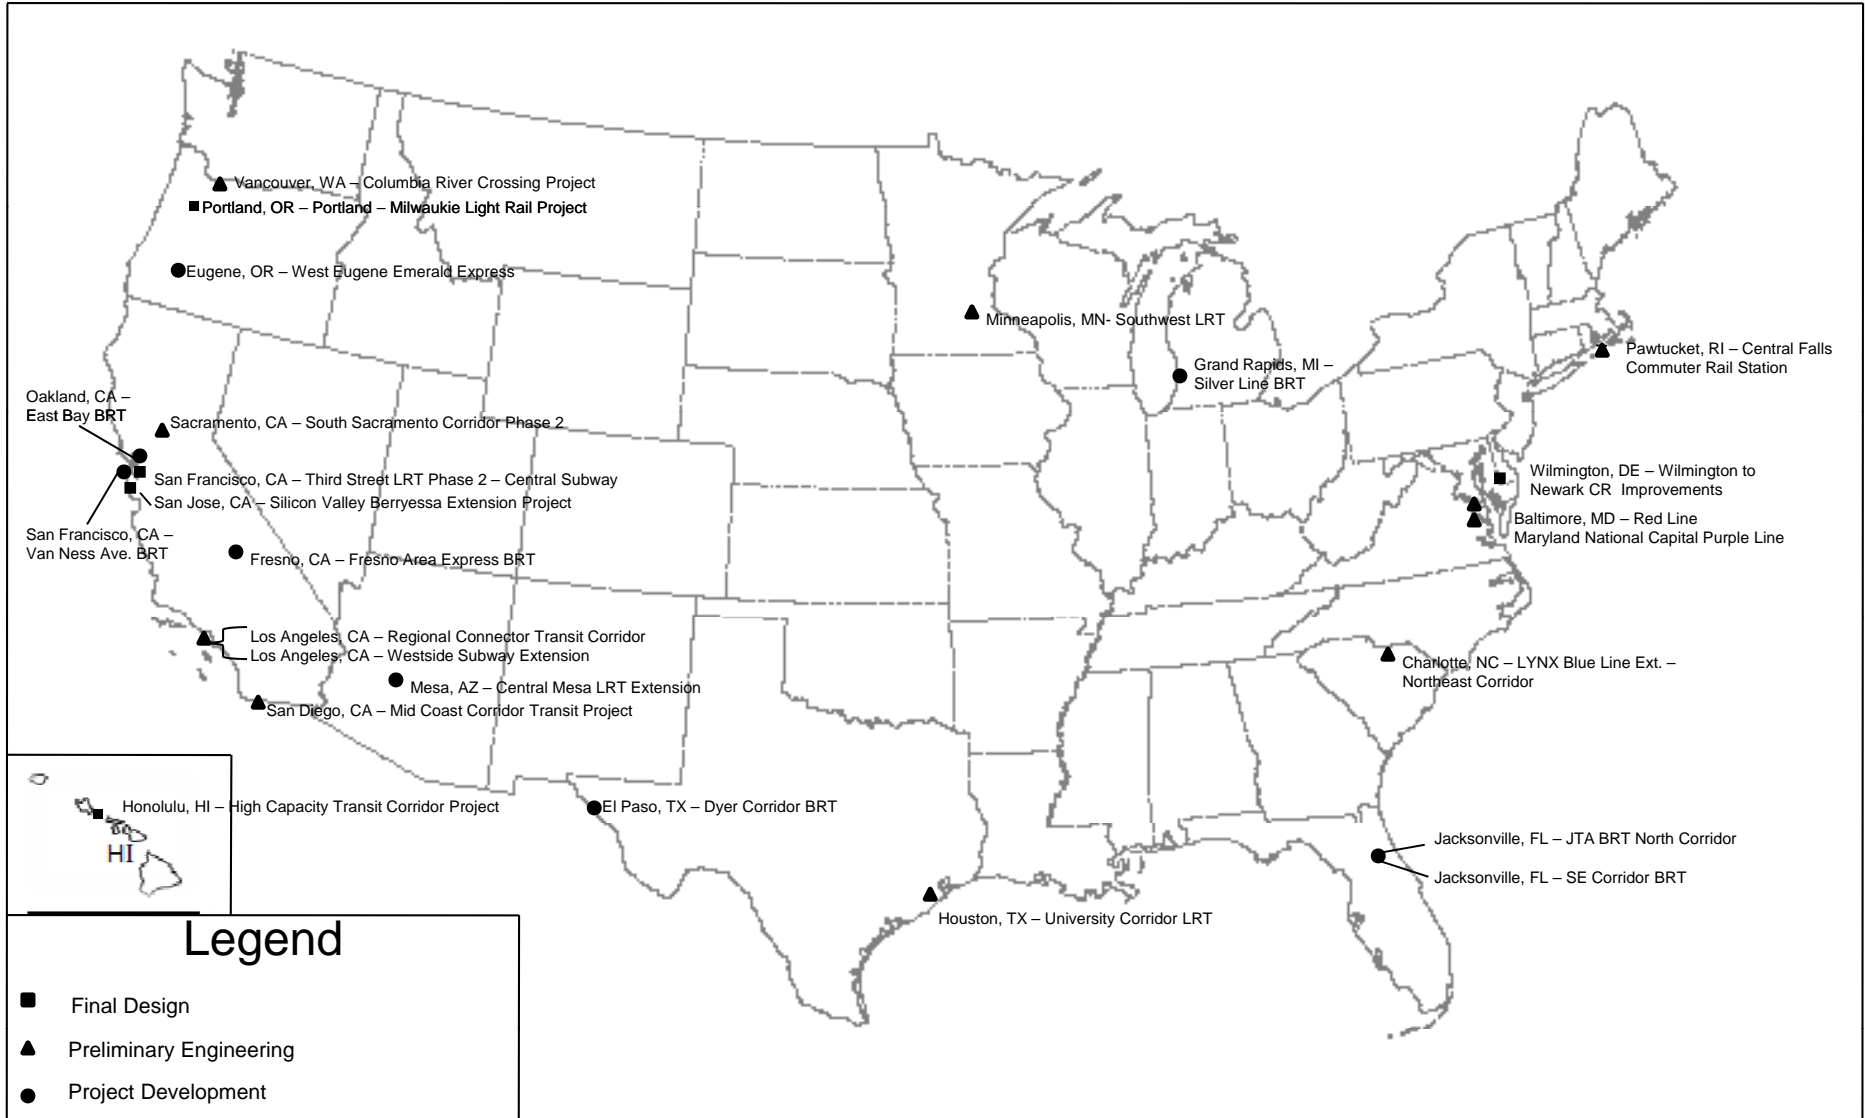 Vancouver, WA – Columbia River Crossing Project
Portland, OR – Portland – Milwaukie Light Rail Project
Eugene, OR – West Eugene Emerald Express
Minneapolis, MN- Southwest LRT
Grand Rapids, MI –
Silver Line BRT
Pawtucket, RI – Central Falls
Commuter Rail Station
Oakland, CA –
East Bay BRT
Sacramento, CA – South Sacramento Corridor Phase 2
San Francisco, CA – Third Street LRT Phase 2 – Central Subway
San Jose, CA – Silicon Valley Berryessa Extension Project
San Francisco, CA –
Van Ness Ave. BRT
Fresno, CA – Fresno Area Express BRT
Wilmington, DE – Wilmington to
Newark CR Improvements
Baltimore, MD – Red Line
Maryland National Capital Purple Line
Los Angeles, CA – Regional Connector Transit Corridor
Los Angeles, CA – Westside Subway Extension
Mesa, AZ – Central Mesa LRT Extension
San Diego, CA – Mid Coast Corridor Transit Project
Charlotte, NC – LYNX Blue Line Ext. –
Northeast Corridor
Honolulu, HI – High Capacity Transit Corridor Project
HI
El Paso, TX – Dyer Corridor BRT
Jacksonville, FL – JTA BRT North Corridor
Jacksonville, FL – SE Corridor BRT
Houston, TX – University Corridor LRT
Legend
Final Design
Preliminary Engineering
Project Development